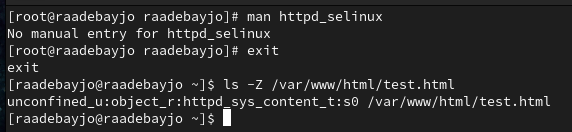 [root@raadebayjo raadebayjo]# man httpd_selinux
No manual entry for httpd_selinux
[root@raadebayjo raadebayjo]# exit
exit
[raadebayjo@raadebayjo ~]$ ls -Z /var/www/html/test.html
unconfined_u:object_r:httpd_sys_content_t:s0 /var/www/html/test.html
[raadebayjo@raadebayjo ~]$